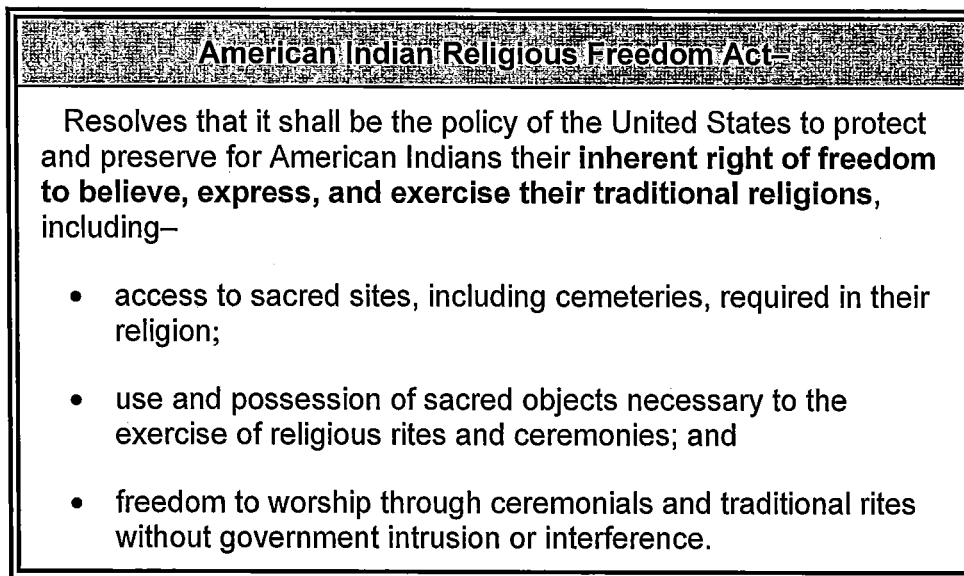 American Indian Religious Freedom Act–
Resolves that it shall be the policy of the United States to protect
and preserve for American Indians their inherent right of freedom
to believe, express, and exercise their traditional religions,
including–
• access to sacred sites, including cemeteries, required in their
religion;
• use and possession of sacred objects necessary to the
exercise of religious rites and ceremonies; and
• freedom to worship through ceremonials and traditional rites
without government intrusion or interference.